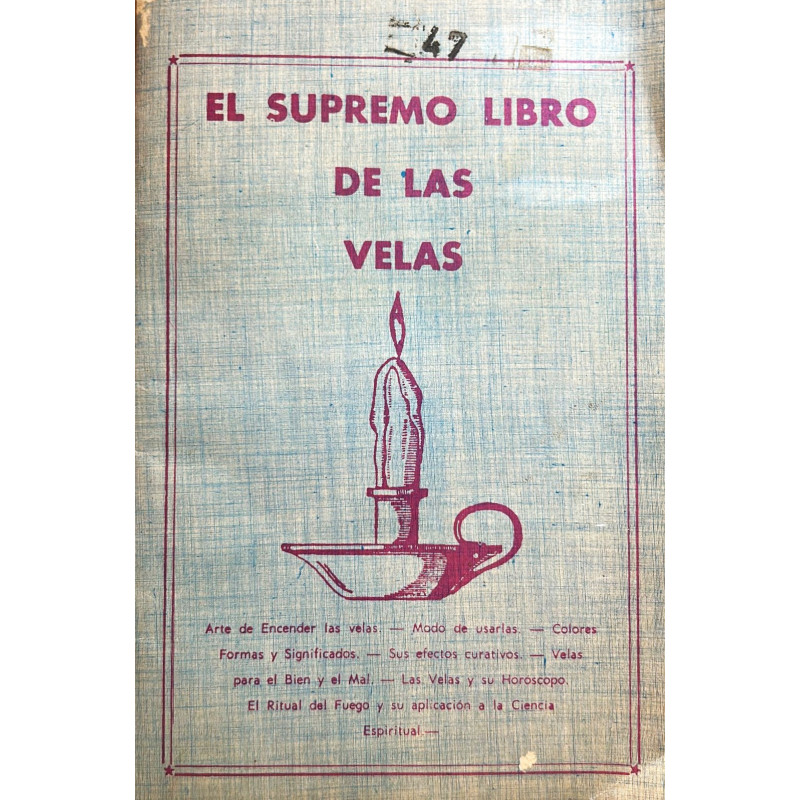 47
EL SUPREMO LIBRO
DE LAS
VELAS
Arte de Encender las velas. — Modo de usarlas. — Colores
Formas y Significados. — Sus efectos curativos. — Velas
para el Bien y el Mal. — Las Velas y su Horoscopo.
El Ritual del Fuego y su aplicación a la Ciencia
Espiritual.—